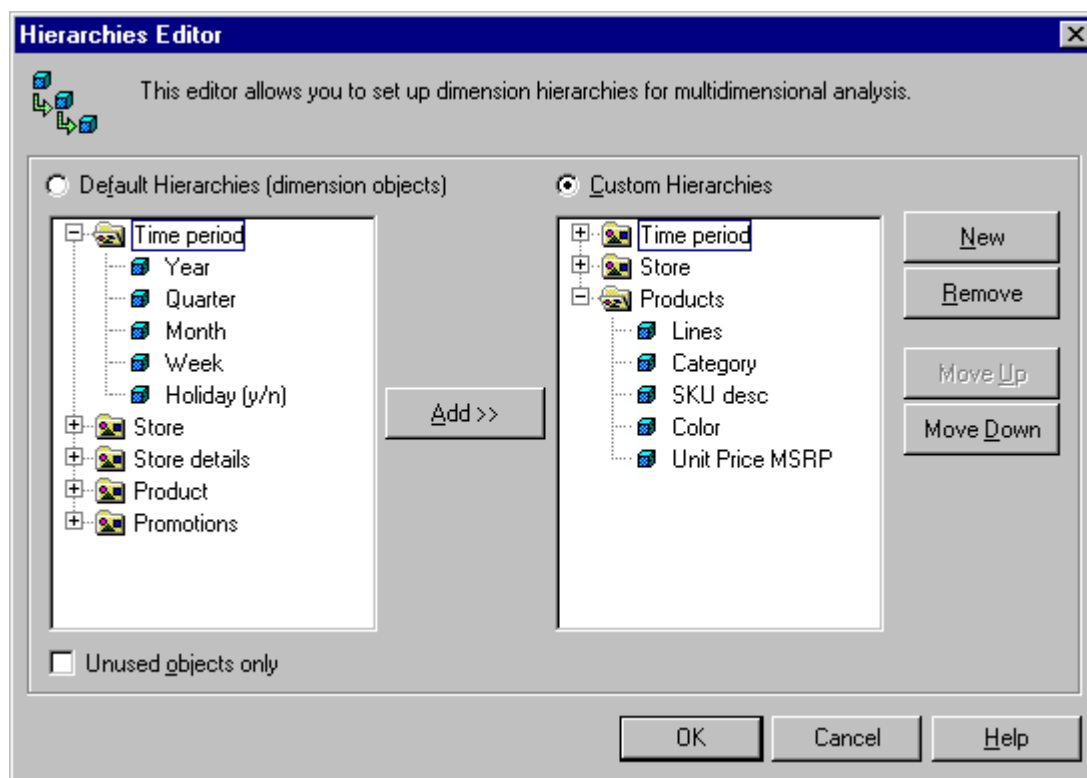 Hierarchies Editor
This editor allows you to set up dimension hierarchies for multidimensional analysis.
Default Hierarchies (dimension objects)
Time period
Year
Quarter
Month
Week
Holiday (y/n)
Store
Store details
Product
Promotions
Unused objects only
Add >>
Custom Hierarchies
Time period
Store
Products
Lines
Category
SKU desc
Color
Unit Price MSRP
New
Remove
Move Up
Move Down
OK
Cancel
Help